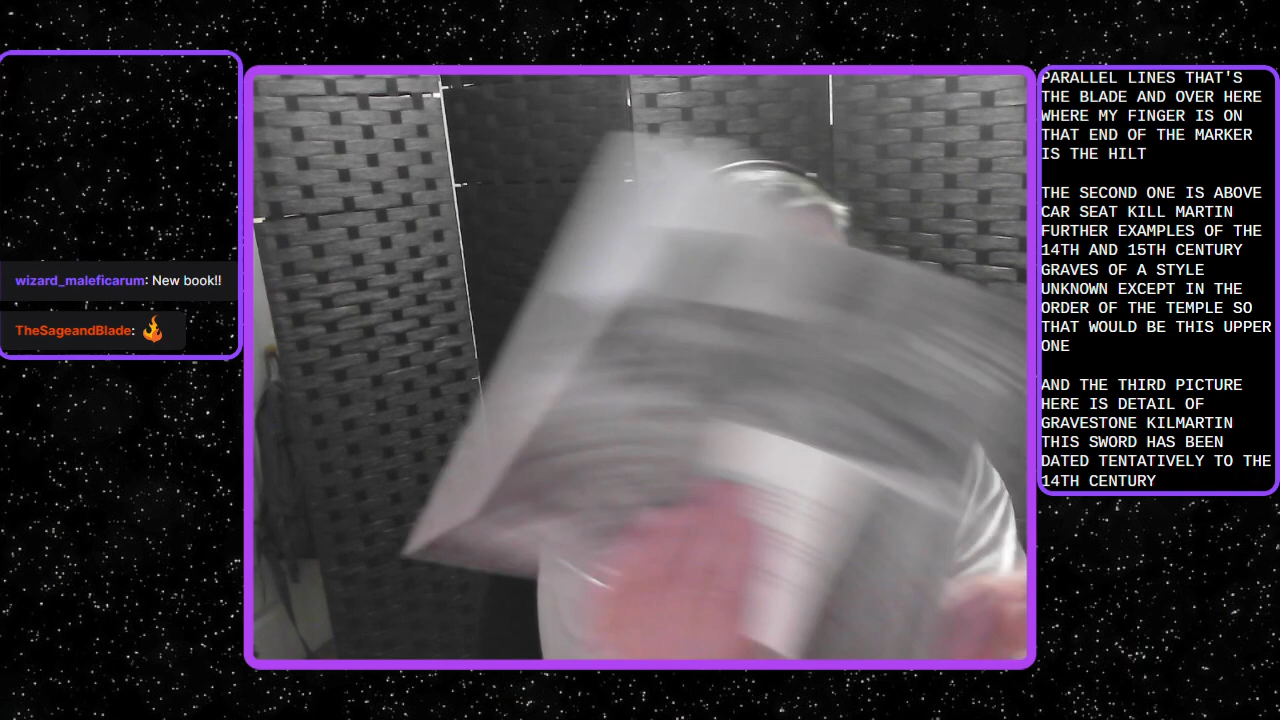 wizard_maleficarum: New book!!
TheSageandBlade:
PARALLEL LINES THAT'S
THE BLADE AND OVER HERE
WHERE MY FINGER IS ON
THAT END OF THE MARKER
IS THE HILT
THE SECOND ONE IS ABOVE
CAR SEAT KILL MARTIN
FURTHER EXAMPLES OF THE
14TH AND 15TH CENTURY
GRAVES OF A STYLE
UNKNOWN EXCEPT IN THE
ORDER OF THE TEMPLE SO
THAT WOULD BE THIS UPPER
ONE
AND THE THIRD PICTURE
HERE IS DETAIL OF
GRAVESTONE KILMARTIN
THIS SWORD HAS BEEN
DATED TENTATIVELY TO THE
14TH CENTURY